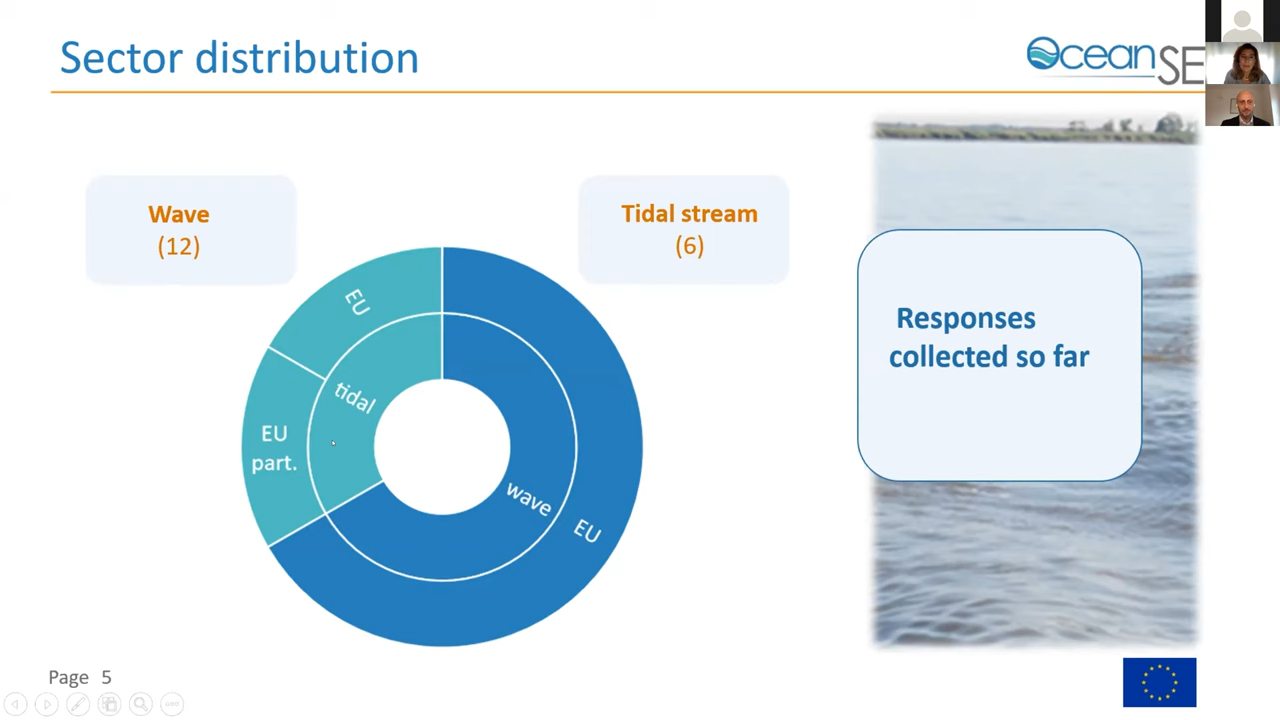 Sector distribution
OceanSE
Wave
(12)
Tidal stream
(6)
EU
tidal
EU
part.
wave
EU
Responses
collected so far
Page 5